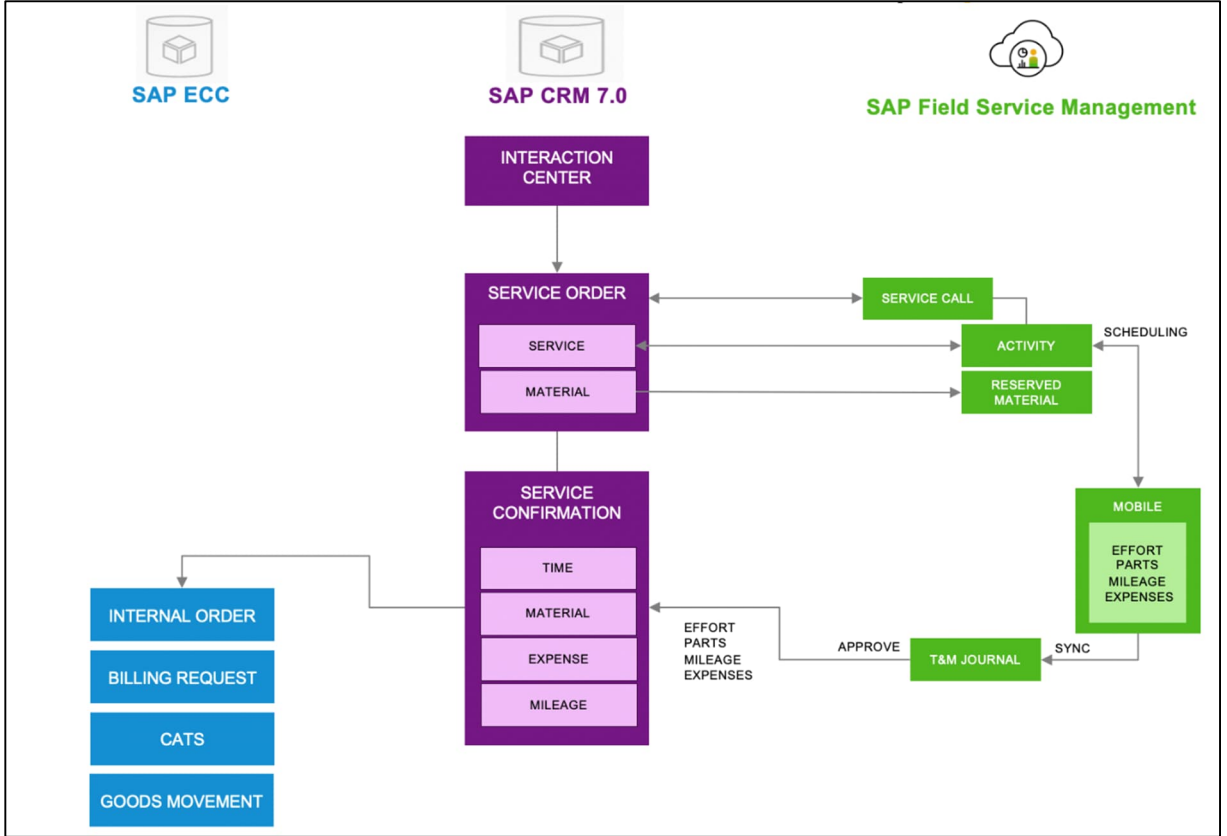 SAP ECC
SAP CRM 7.0
SAP Field Service Management
INTERACTION
CENTER
SERVICE ORDER
SERVICE
MATERIAL
SERVICE CALL
ACTIVITY
SCHEDULING
RESERVED
MATERIAL
SERVICE
CONFIRMATION
TIME
MATERIAL
EXPENSE
MILEAGE
MOBILE
EFFORT
PARTS
MILEAGE
EXPENSES
SYNC
T&M JOURNAL
APPROVE
EFFORT
PARTS
MILEAGE
EXPENSES
INTERNAL ORDER
BILLING REQUEST
CATS
GOODS MOVEMENT